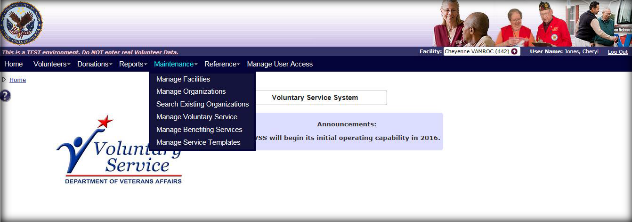 This is a TEST environment. Do NOT enter real Volunteer Data.
Facility: Cheyenne VAMROC (442) User Name: Jones, Cheryl Log Out
Home Volunteers Donations Reports Maintenance Reference Manage User Access
Home
Manage Facilities
Manage Organizations
Search Existing Organizations
Manage Voluntary Service
Manage Benefiting Services
Manage Service Templates
Voluntary Service System
Announcements:
VSS will begin its initial operating capability in 2016.
Voluntary
Service
DEPARTMENT OF VETERANS AFFAIRS